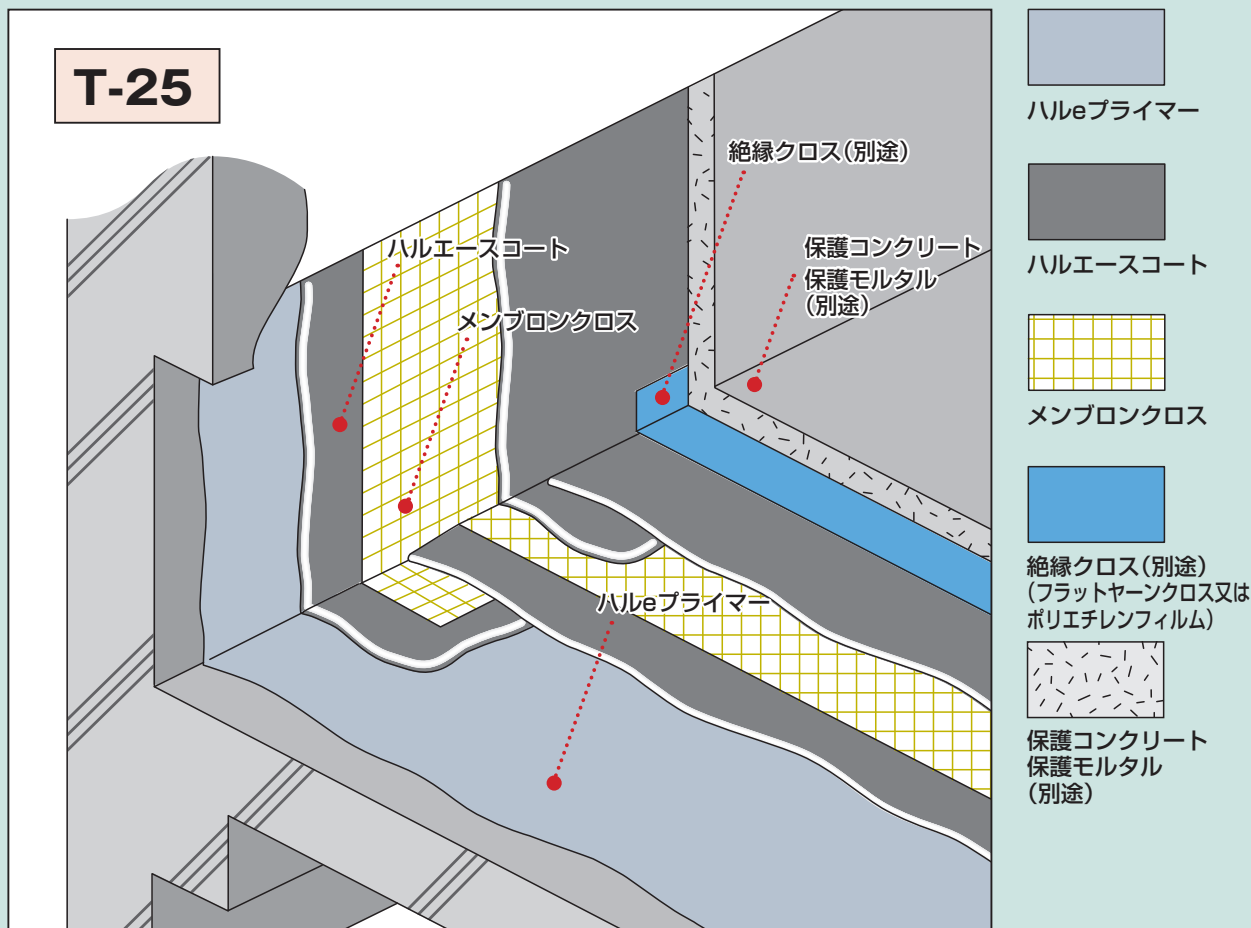 T-25
絶縁クロス(別途)
ハルエースコート
保護コンクリート
保護モルタル
(別途)
メンブロンクロス
ハルeプライマー
ハルeプライマー
ハルエースコート
メンブロンクロス
絶縁クロス(別途)
(フラットヤーンクロス又は
ポリエチレンフィルム)
保護コンクリート
保護モルタル
(別途)